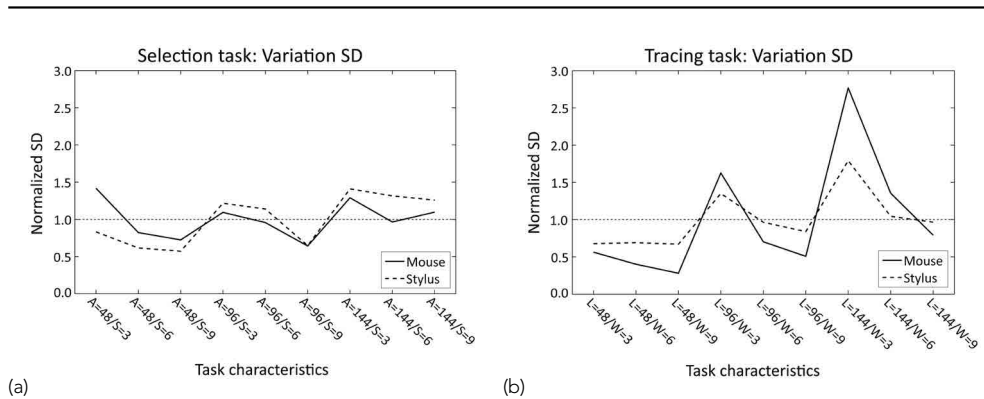 Selection task: Variation SD
3.0
2.5
2.0
1.5
1.0
0.5
0.0
Normalized SD
Mouse
Stylus
A=48/S=3
A=48/S=6
A=48/S=9
A=96/S=3
A=96/S=6
A=96/S=9
A=144/S=3
A=144/S=6
A=144/S=9
Task characteristics
(a)
Tracing task: Variation SD
3.0
2.5
2.0
1.5
1.0
0.5
0.0
Normalized SD
Mouse
Stylus
L=48/W=3
L=48/W=6
L=48/W=9
L=96/W=3
L=96/W=6
L=96/W=9
L=144/W=3
L=144/W=6
L=144/W=9
Task characteristics
(b)